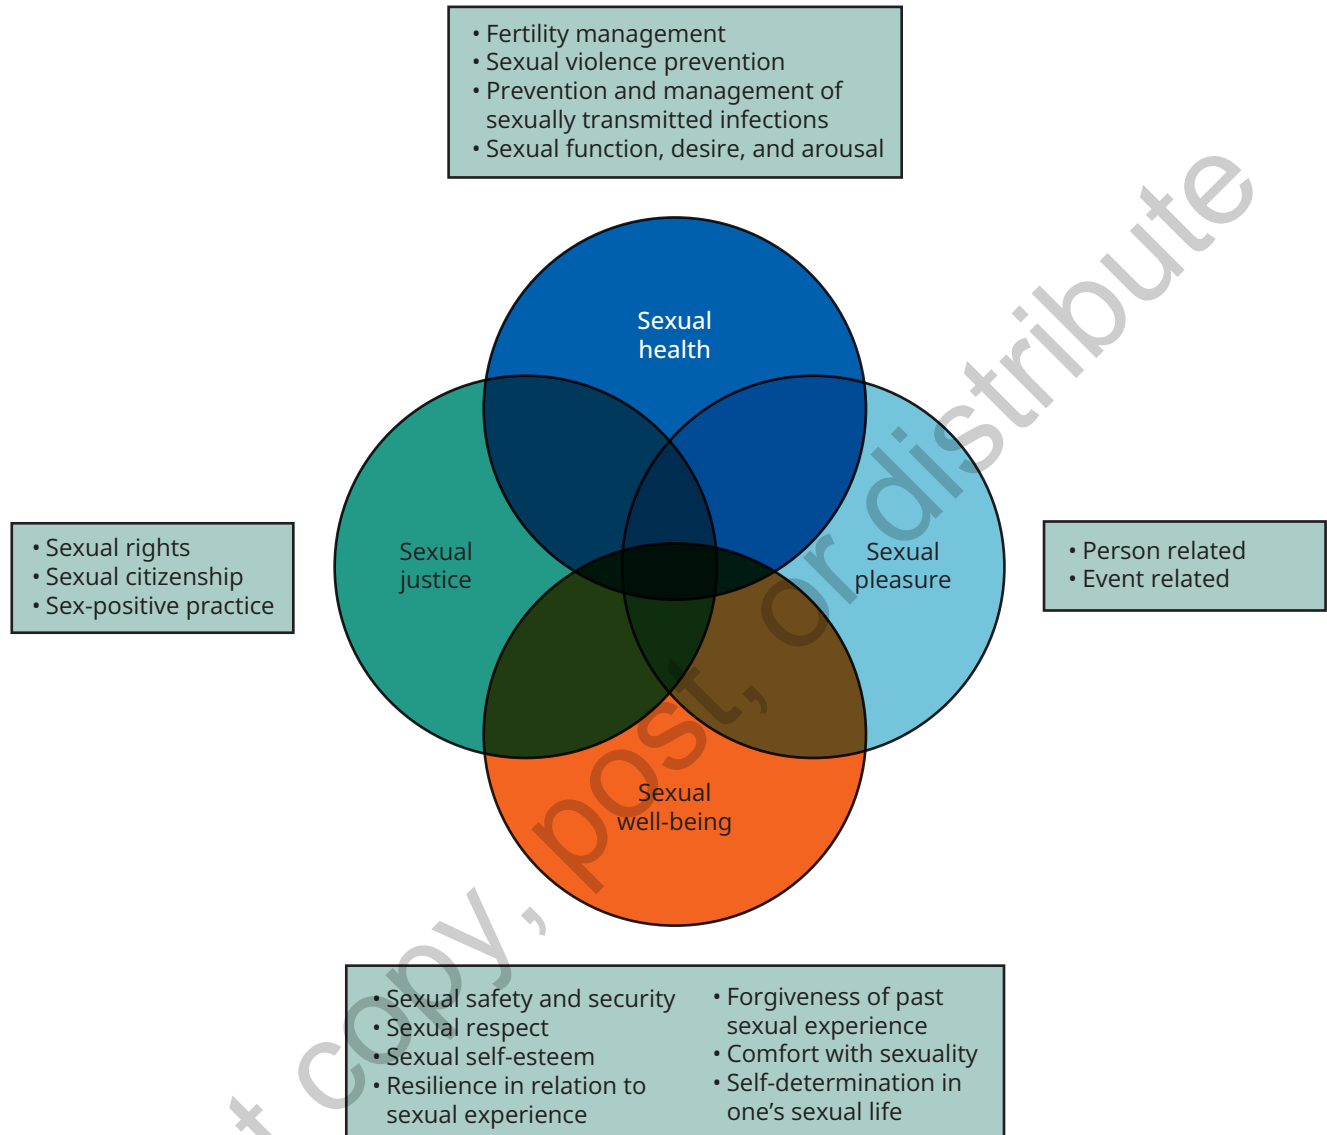 • Fertility management
• Sexual violence prevention
• Prevention and management of
sexually transmitted infections
• Sexual function, desire, and arousal
Sexual
health
• Sexual rights
• Sexual citizenship
• Sex-positive practice
Sexual
justice
Sexual
pleasure
• Person related
• Event related
Sexual
well-being
• Sexual safety and security
• Sexual respect
• Sexual self-esteem
• Resilience in relation to
sexual experience
• Forgiveness of past
sexual experience
• Comfort with sexuality
• Self-determination in
one’s sexual life
copy, post, or distribute